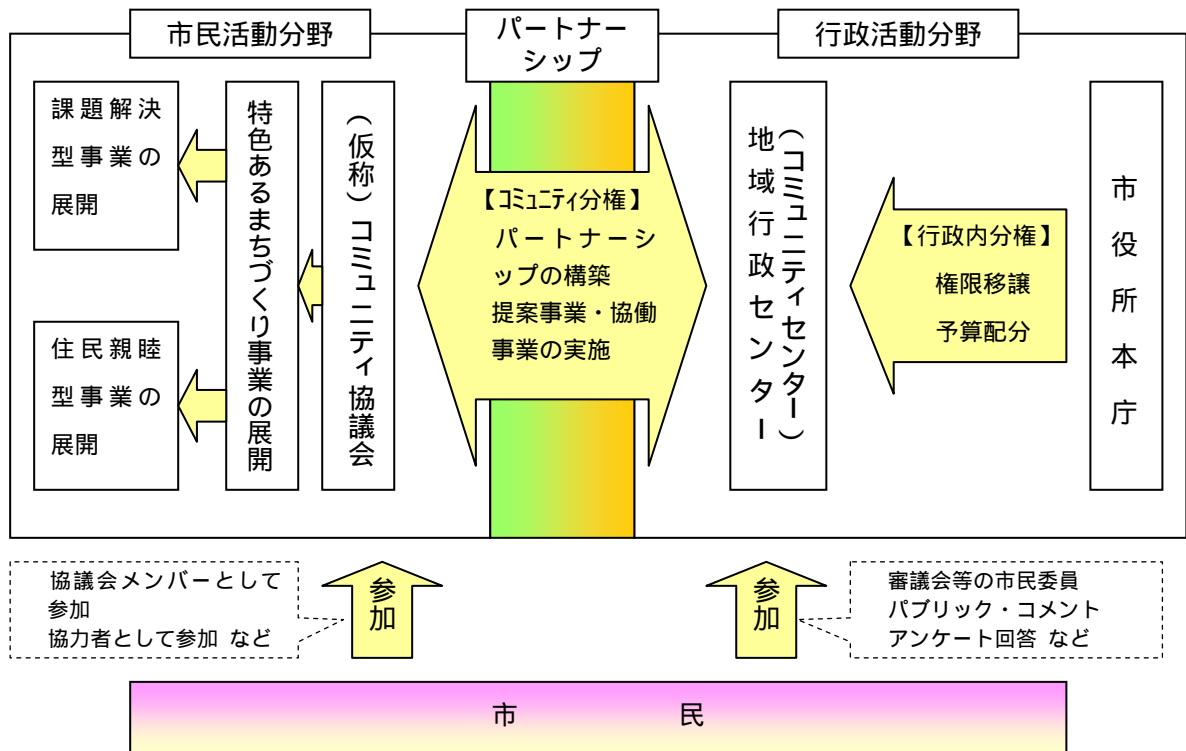 市民活動分野
パートナー
シップ
行政活動分野
課題解決
型事業の
展開
住民親睦
型事業の
展開
特色あるまちづくり事業の展開
（仮称）コミュニティ協議会
【コミュニティ分権】
パートナーシ
ップの構築
提案事業・協働
事業の実施
（コミュニティセンター）
地域行政センター
【行政内分権】
権限移譲
予算配分
市役所本庁
協議会メンバーとして
参加
協力者として参加 など
参加
参加
審議会等の市民委員
パブリック・コメント
アンケート回答 など
市 民